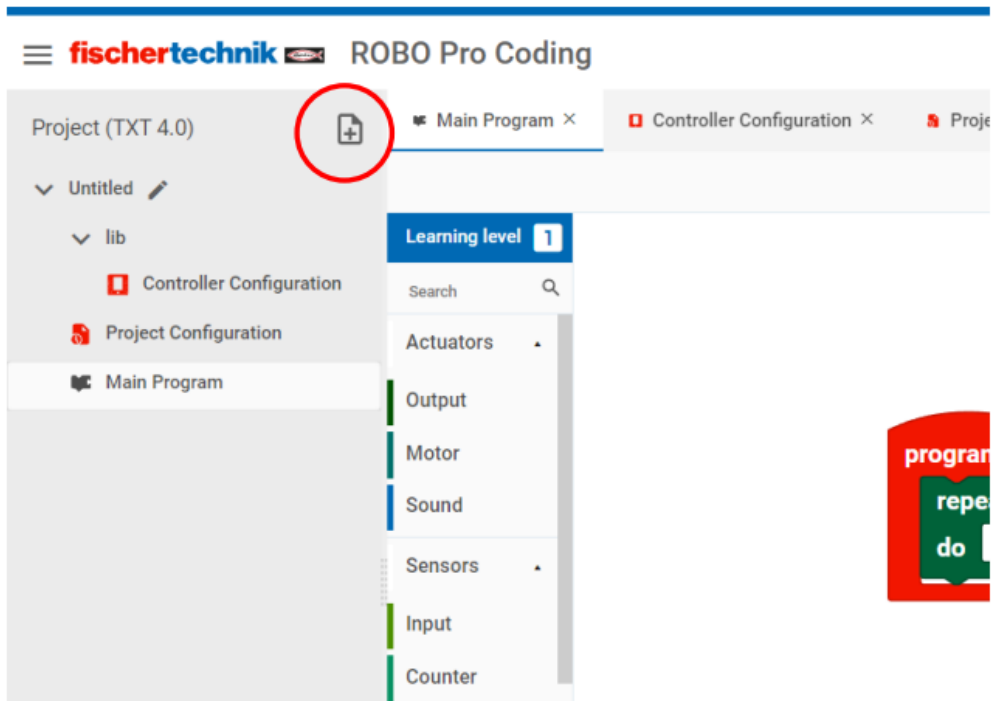 fischertechnik ROBO Pro Coding
Project (TXT 4.0)
Main Program
Controller Configuration
Untitled
lib
Controller Configuration
Project Configuration
Main Program
Learning level 1
Search
Actuators
Output
Motor
Sound
Sensors
Input
Counter
do